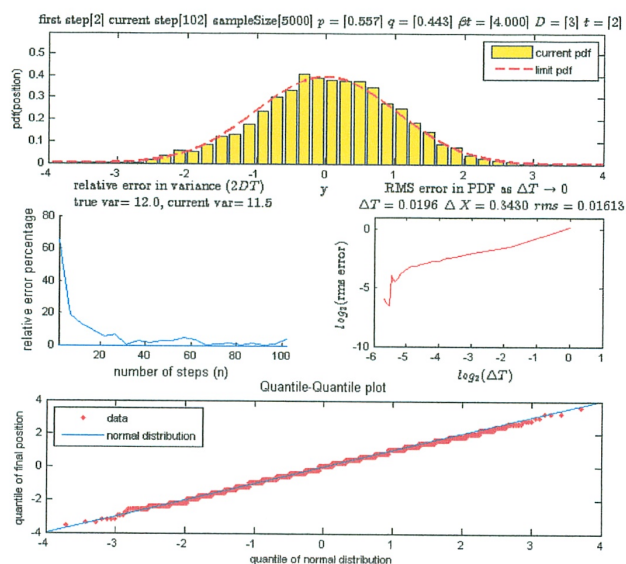 first step[2] current step[102] sampleSize[5000] p = [0.557] q = [0.443] βt = [4.000] D = [3] t = [2]
pdf(position)
0.5
0.4
0.3
0.2
0.1
0
current pdf
limit pdf
-4 -3 -2 -1 0 1 2 3 4
y
relative error in variance (2DT)
true var= 12.0, current var= 11.5
relative error percentage
80
60
40
20
0
20 40 60 80 100
number of steps (n)
RMS error in PDF as ΔT → 0
ΔT = 0.0196 Δ X = 0.3430 rms = 0.01613
log₂(rms error)
0
-5
-10
-6 -5 -4 -3 -2 -1 0 1
log₂(ΔT)
Quantile-Quantile plot
quantile of final position
4
2
0
-2
-4
data
normal distribution
-4 -3 -2 -1 0 1 2 3 4
quantile of normal distribution